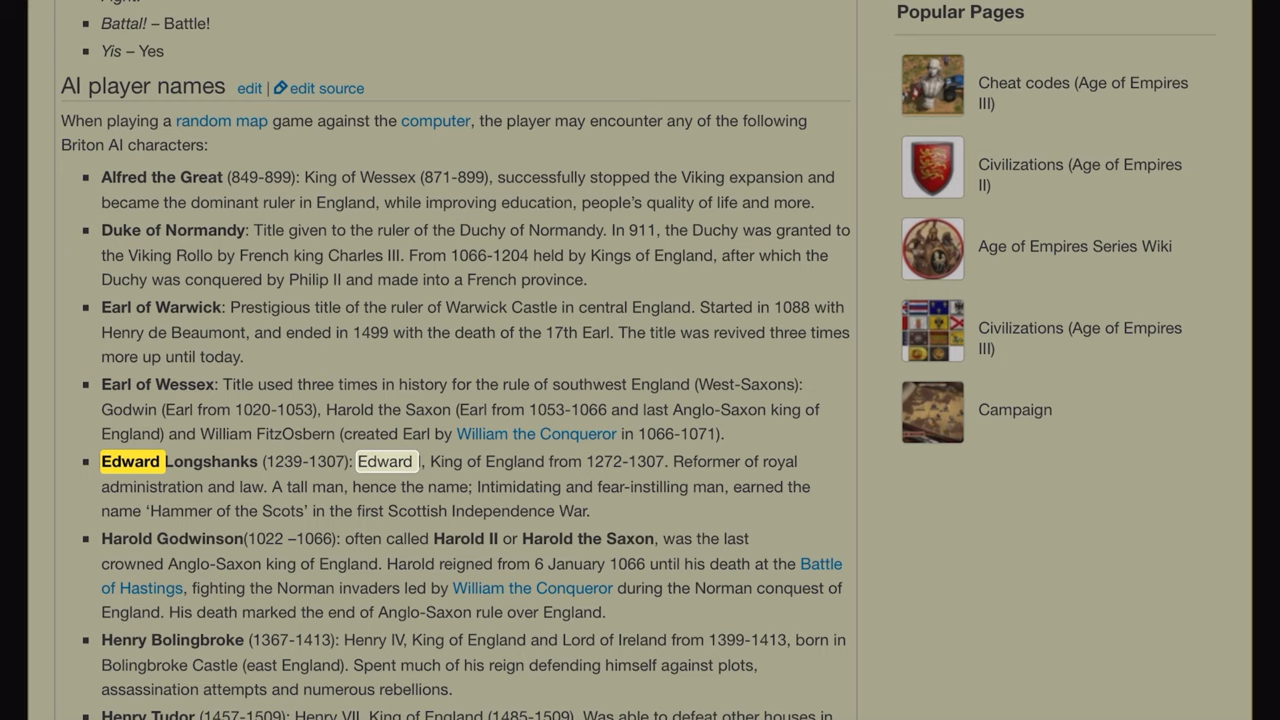 Battal! – Battle!
Yis – Yes
AI player names edit | edit source
When playing a random map game against the computer, the player may encounter any of the following
Briton AI characters:
Alfred the Great (849-899): King of Wessex (871-899), successfully stopped the Viking expansion and
became the dominant ruler in England, while improving education, people's quality of life and more.
Duke of Normandy: Title given to the ruler of the Duchy of Normandy. In 911, the Duchy was granted to
the Viking Rollo by French king Charles III. From 1066-1204 held by Kings of England, after which the
Duchy was conquered by Philip II and made into a French province.
Earl of Warwick: Prestigious title of the ruler of Warwick Castle in central England. Started in 1088 with
Henry de Beaumont, and ended in 1499 with the death of the 17th Earl. The title was revived three times
more up until today.
Earl of Wessex: Title used three times in history for the rule of southwest England (West-Saxons):
Godwin (Earl from 1020-1053), Harold the Saxon (Earl from 1053-1066 and last Anglo-Saxon king of
England) and William FitzOsbern (created Earl by William the Conqueror in 1066-1071).
Edward Longshanks (1239-1307): Edward I, King of England from 1272-1307. Reformer of royal
administration and law. A tall man, hence the name; Intimidating and fear-instilling man, earned the
name ‘Hammer of the Scots’ in the first Scottish Independence War.
Harold Godwinson(1022 –1066): often called Harold II or Harold the Saxon, was the last
crowned Anglo-Saxon king of England. Harold reigned from 6 January 1066 until his death at the Battle
of Hastings, fighting the Norman invaders led by William the Conqueror during the Norman conquest of
England. His death marked the end of Anglo-Saxon rule over England.
Henry Bolingbroke (1367-1413): Henry IV, King of England and Lord of Ireland from 1399-1413, born in
Bolingbroke Castle (east England). Spent much of his reign defending himself against plots,
assassination attempts and numerous rebellions.
Henry Tudor (1457-1509): Henry VII, King of England (1485-1509). Was able to defeat other houses in
Popular Pages
Cheat codes (Age of Empires
III)
Civilizations (Age of Empires
II)
Age of Empires Series Wiki
Civilizations (Age of Empires
III)
Campaign